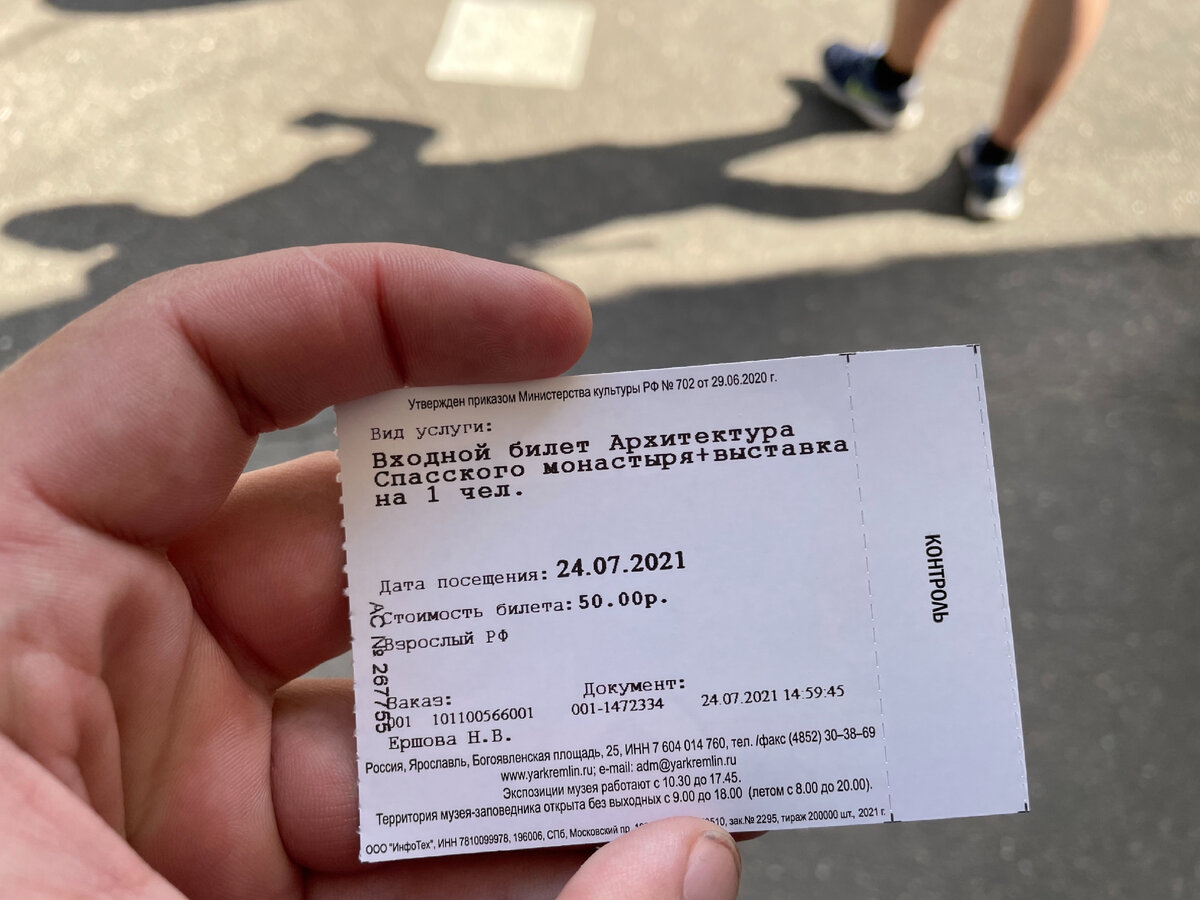 Утвержден приказом Министерства культуры РФ № 702 от 29.06.2020 г.
Вид услуги:
Входной билет Архитектура
Спасского монастыря+выставка
на 1 чел.
Дата посещения: 24.07.2021
Стоимость билета: 50.00р.
Взрослый РФ
АС № 267755
Заказ:
Документ:
001 101100566001
001-1472334
24.07.2021 14:59:45
Ершова Н.В.
Россия, Ярославль, Богоявленская площадь, 25, ИНН 7 604 014 760, тел. /факс (4852) 30–38–69
www.yarkremlin.ru; e-mail: adm@yarkremlin.ru
Экспозиции музея работают с 10.30 до 17.45.
Территория музея-заповедника открыта без выходных с 9.00 до 18.00 (летом с 8.00 до 20.00).
ООО "ИнфоТех", ИНН 7810099978, 196006, СПб, Московский пр. зак.№ 2295, тираж 200000 шт., 2021 г.
КОНТРОЛЬ